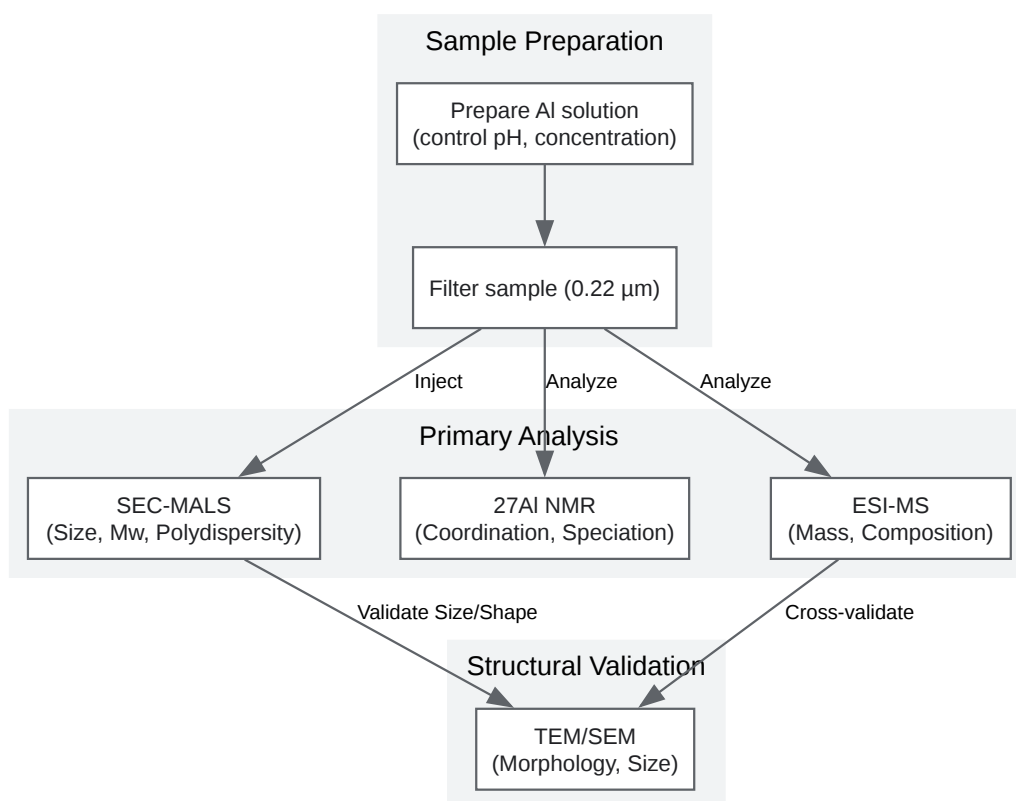 Sample Preparation
Prepare Al solution
(control pH, concentration)
Filter sample (0.22 µm)
Inject
Analyze
Analyze
Primary Analysis
SEC-MALS
(Size, Mw, Polydispersity)
27Al NMR
(Coordination, Speciation)
ESI-MS
(Mass, Composition)
Validate Size/Shape
Cross-validate
Structural Validation
TEM/SEM
(Morphology, Size)